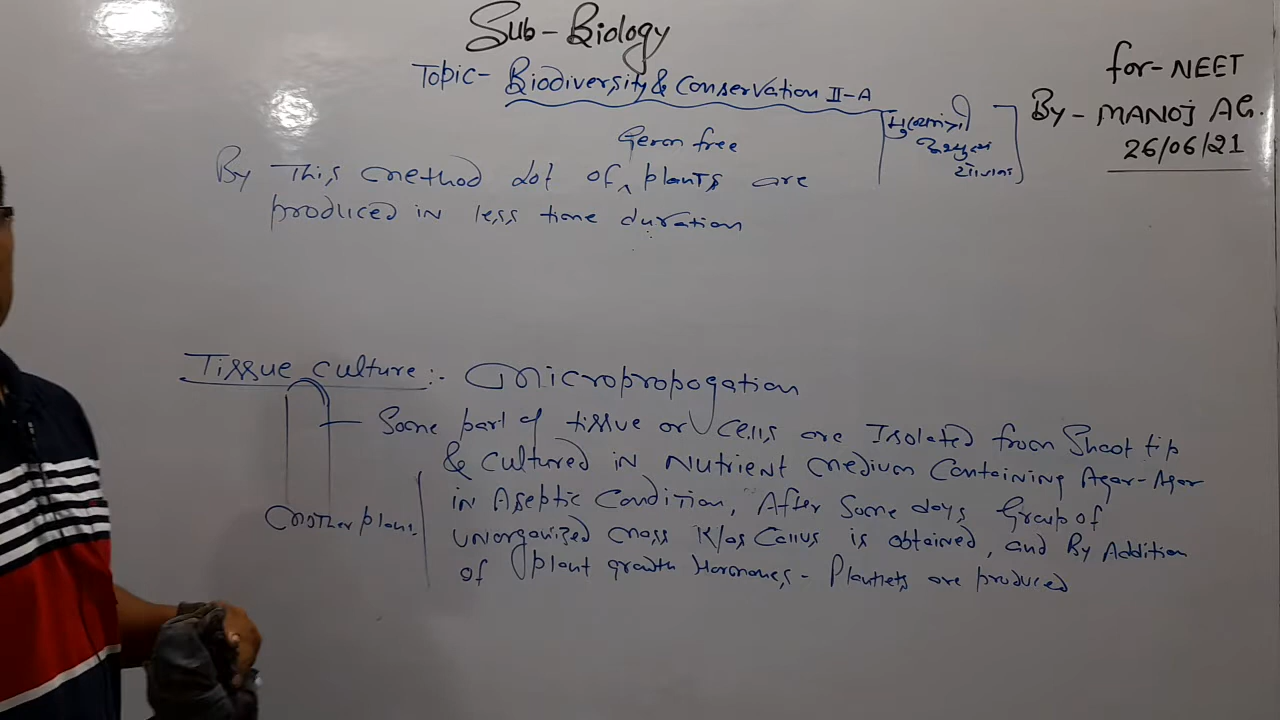 Sub- Biology
Topic- Biodiversity & Conservation II-A
for- NEET
By- MANOJ AG.
26/06/21
Germ free
By This method lot of ^ plants are
produced in less time duration
Tissue culture:- Micropropogation
Some part of tissue or cells are Isolated from Shoot tip
& cultured in Nutrient medium Containing Agar-Agar
in Aseptic Condition, After Some days Group of
unorganized mass K/as Callus is obtained, and By Addition
of plant growth Hormones- Plantlets are produced
mother plant.